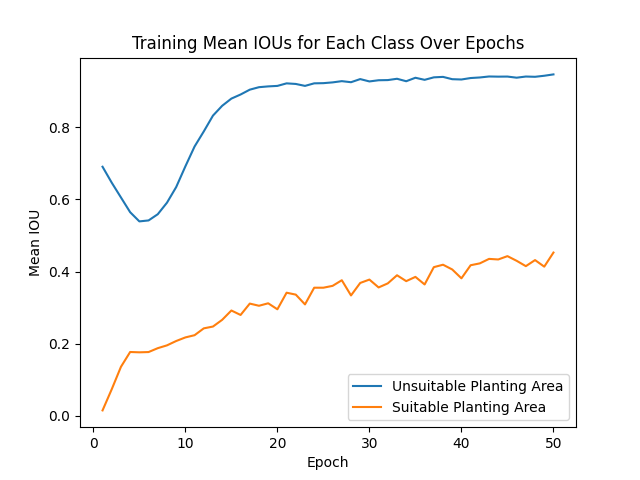 Training Mean IOUs for Each Class Over Epochs
Mean IOU
0.8
0.6
0.4
0.2
0.0
Unsuitable Planting Area
Suitable Planting Area
0 10 20 30 40 50
Epoch